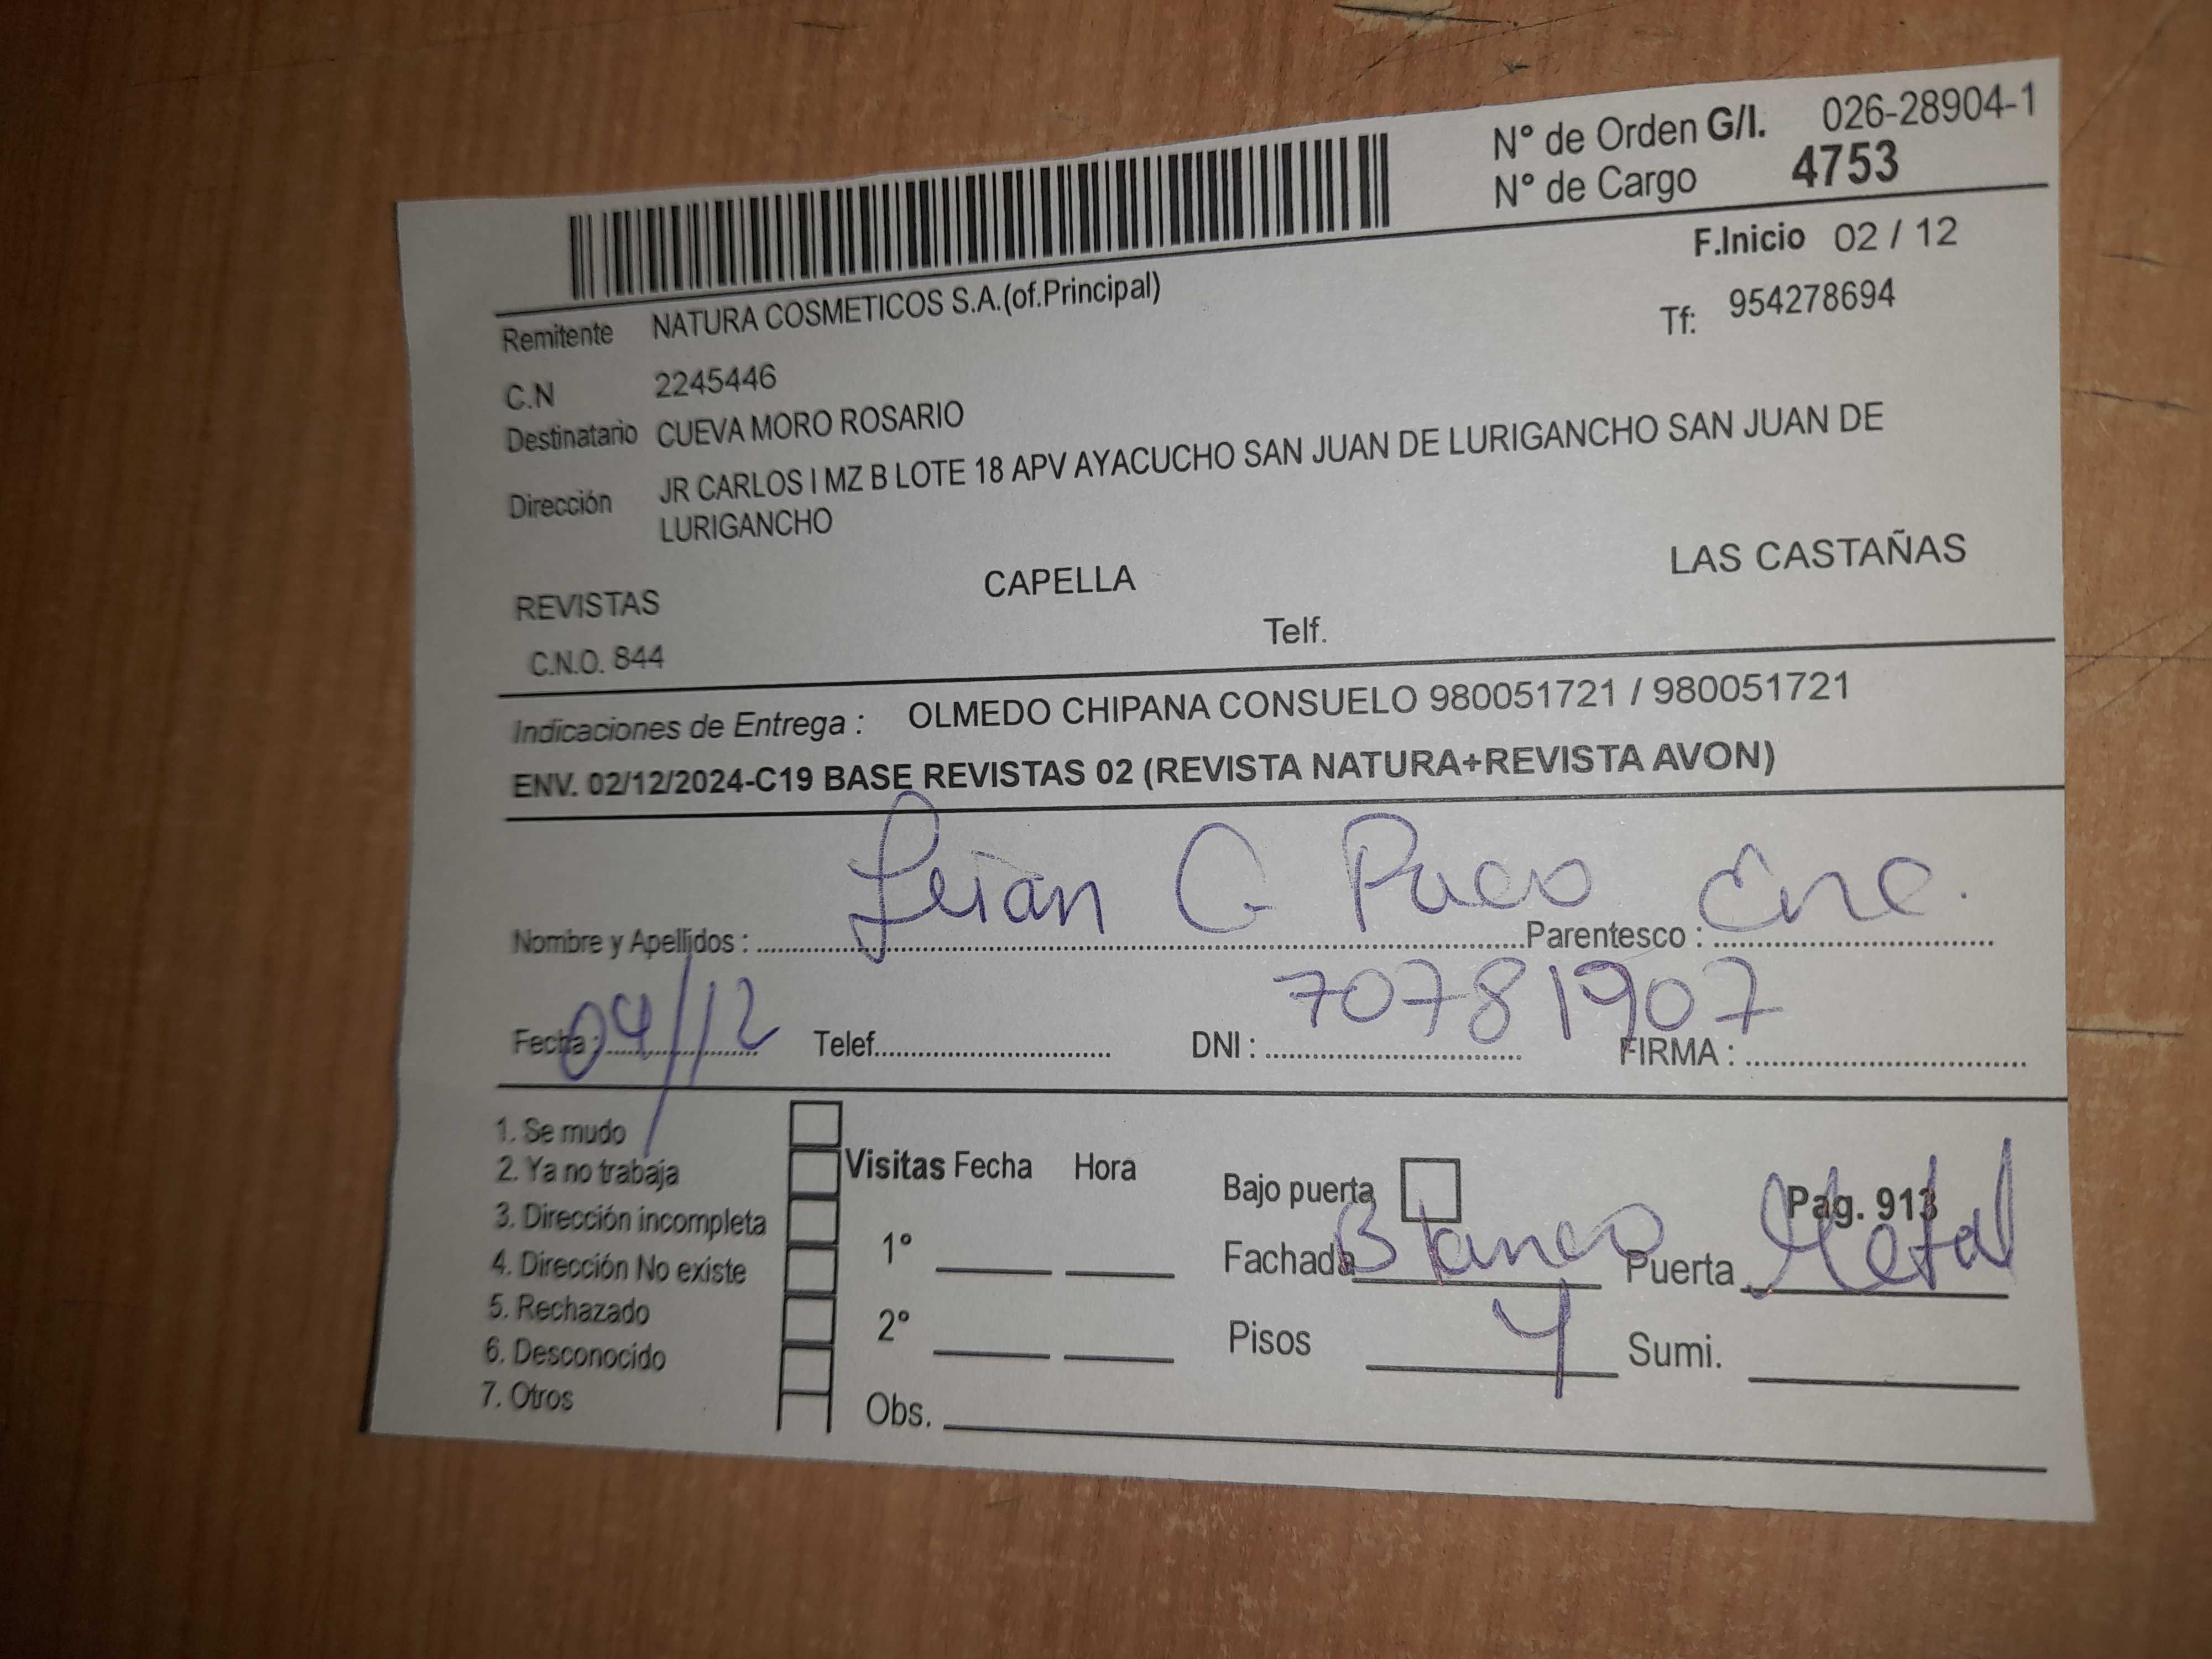 N° de Orden G/I. 026-28904-1
N° de Cargo 4753
F.Inicio 02 / 12
Remitente NATURA COSMETICOS S.A.(of.Principal)
Tf: 954278694
C.N 2245446
Destinatario CUEVA MORO ROSARIO
Dirección JR CARLOS I MZ B LOTE 18 APV AYACUCHO SAN JUAN DE LURIGANCHO SAN JUAN DE
LURIGANCHO
REVISTAS CAPELLA LAS CASTAÑAS
C.N.O. 844 Telf.
Indicaciones de Entrega : OLMEDO CHIPANA CONSUELO 980051721 / 980051721
ENV. 02/12/2024-C19 BASE REVISTAS 02 (REVISTA NATURA+REVISTA AVON)
Nombre y Apellidos : G Paco Parentesco : Enc.
Fecha : 04/12 Telef. DNI : 70781907 FIRMA :
1. Se mudo
2. Ya no trabaja
3. Dirección incompleta
4. Dirección No existe
5. Rechazado
6. Desconocido
7. Otros
Visitas Fecha Hora
1°
2°
Obs.
Bajo puerta Pag. 913
Fachada Blanco Puerta Metal
Pisos 4 Sumi.